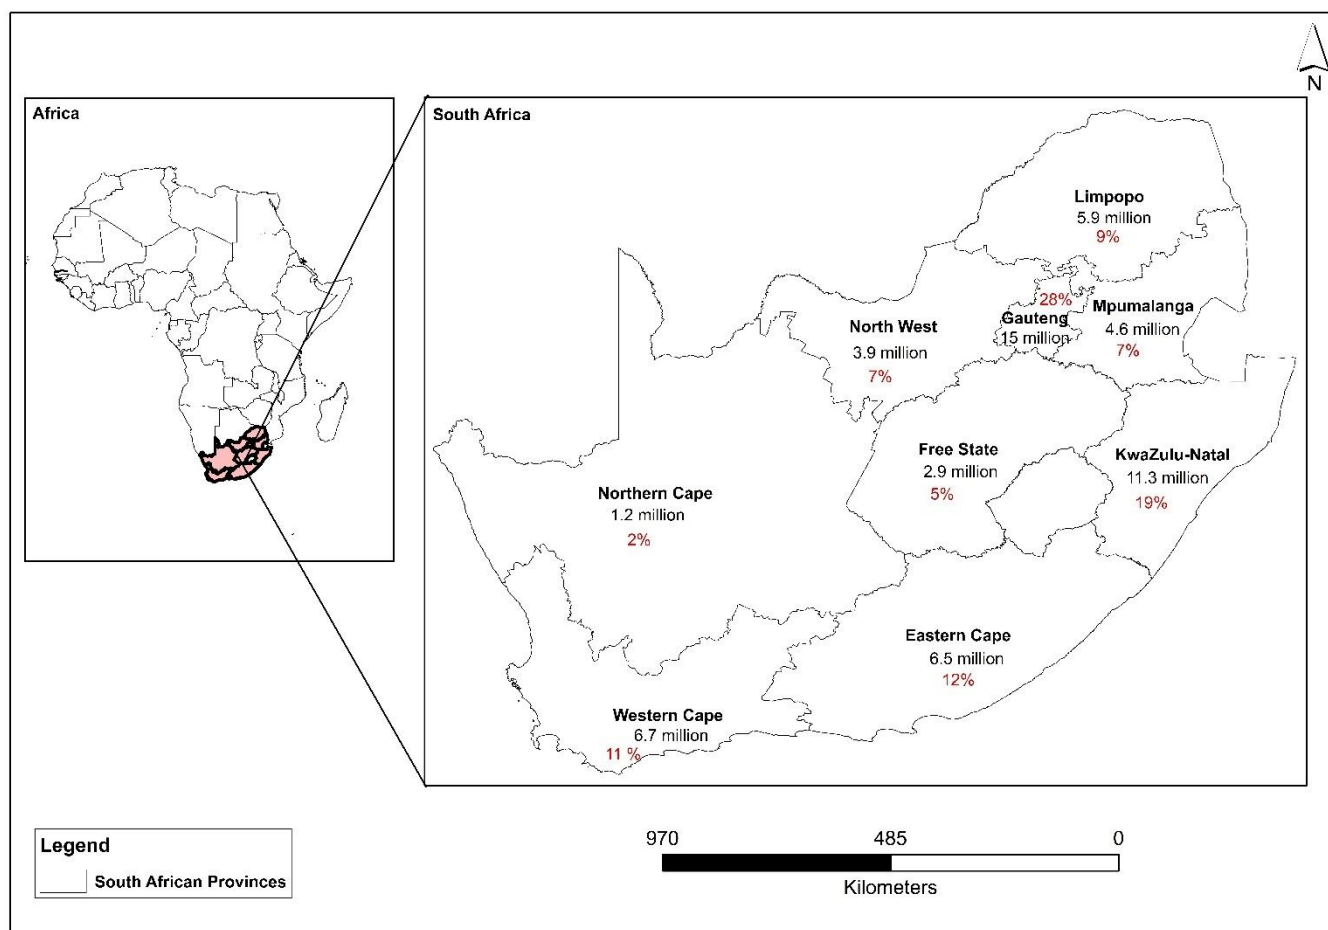 N
Africa
South Africa
Limpopo
5.9 million
9%
28%
Gauteng
15 million
Mpumalanga
4.6 million
7%
North West
3.9 million
7%
Free State
2.9 million
5%
KwaZulu-Natal
11.3 million
19%
Northern Cape
1.2 million
2%
Eastern Cape
6.5 million
12%
Western Cape
6.7 million
11 %
Legend
South African Provinces
970 485 0
Kilometers